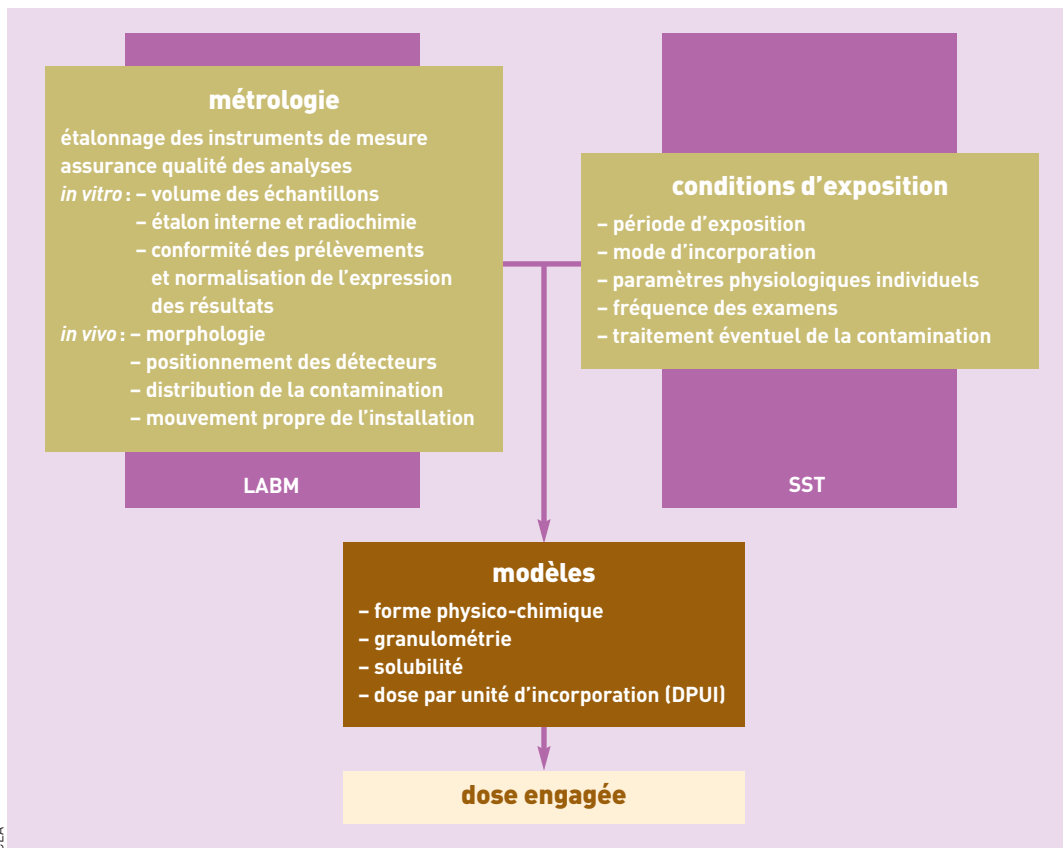 métrologie
étalonnage des instruments de mesure
assurance qualité des analyses
in vitro : – volume des échantillons
– étalon interne et radiochimie
– conformité des prélèvements
et normalisation de l’expression
des résultats
in vivo : – morphologie
– positionnement des détecteurs
– distribution de la contamination
– mouvement propre de l’installation
LABM
conditions d’exposition
– période d’exposition
– mode d’incorporation
– paramètres physiologiques individuels
– fréquence des examens
– traitement éventuel de la contamination
SST
modèles
– forme physico-chimique
– granulométrie
– solubilité
– dose par unité d’incorporation (DPUI)
dose engagée